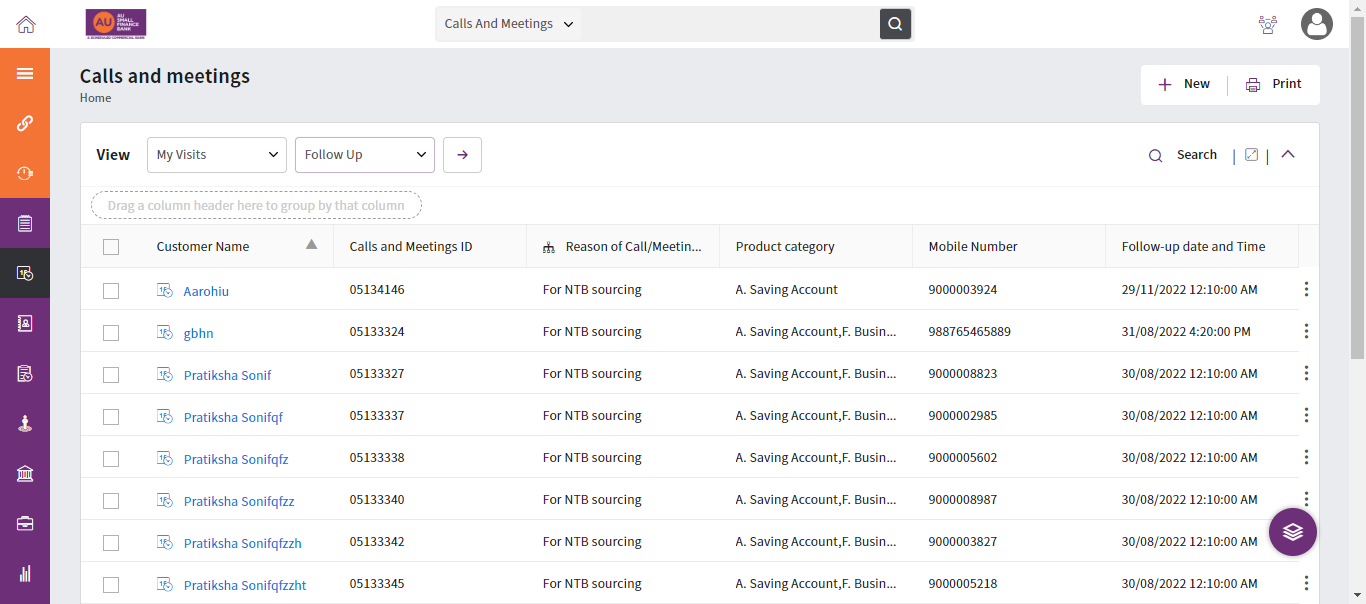 AU
AU
SMALL
FINANCE
BANK
A SCHEDULED COMMERCIAL BANK
Calls And Meetings
Calls and meetings
Home
New
Print
View
My Visits
Follow Up
Search
Drag a column header here to group by that column
Customer Name Calls and Meetings ID Reason of Call/Meetin... Product category Mobile Number Follow-up date and Time
Aarohiu 05134146 For NTB sourcing A. Saving Account 9000003924 29/11/2022 12:10:00 AM
gbhn 05133324 For NTB sourcing A. Saving Account,F. Busin... 988765465889 31/08/2022 4:20:00 PM
Pratiksha Sonif 05133327 For NTB sourcing A. Saving Account,F. Busin... 9000008823 30/08/2022 12:10:00 AM
Pratiksha Sonifqf 05133337 For NTB sourcing A. Saving Account,F. Busin... 9000002985 30/08/2022 12:10:00 AM
Pratiksha Sonifqfz 05133338 For NTB sourcing A. Saving Account,F. Busin... 9000005602 30/08/2022 12:10:00 AM
Pratiksha Sonifqfzz 05133340 For NTB sourcing A. Saving Account,F. Busin... 9000008987 30/08/2022 12:10:00 AM
Pratiksha Sonifqfzzh 05133342 For NTB sourcing A. Saving Account,F. Busin... 9000003827 30/08/2022 12:10:00 AM
Pratiksha Sonifqfzzht 05133345 For NTB sourcing A. Saving Account,F. Busin... 9000005218 30/08/2022 12:10:00 AM